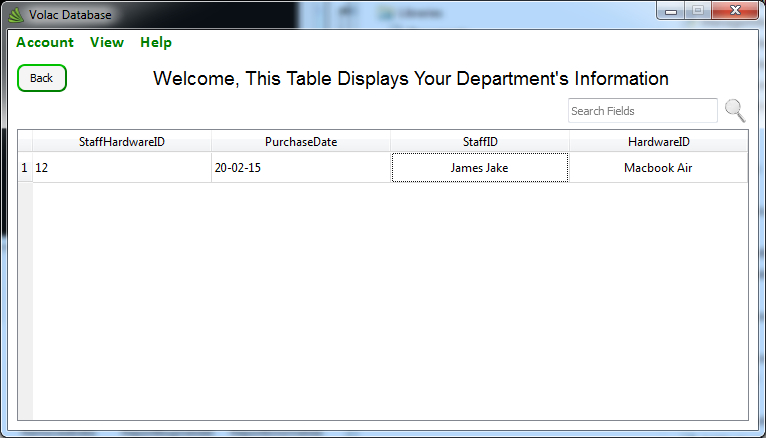 Volac Database
Libraries
Account View Help
Back
Welcome, This Table Displays Your Department's Information
Search Fields
StaffHardwareID PurchaseDate StaffID HardwareID
1 12 20-02-15 James Jake Macbook Air